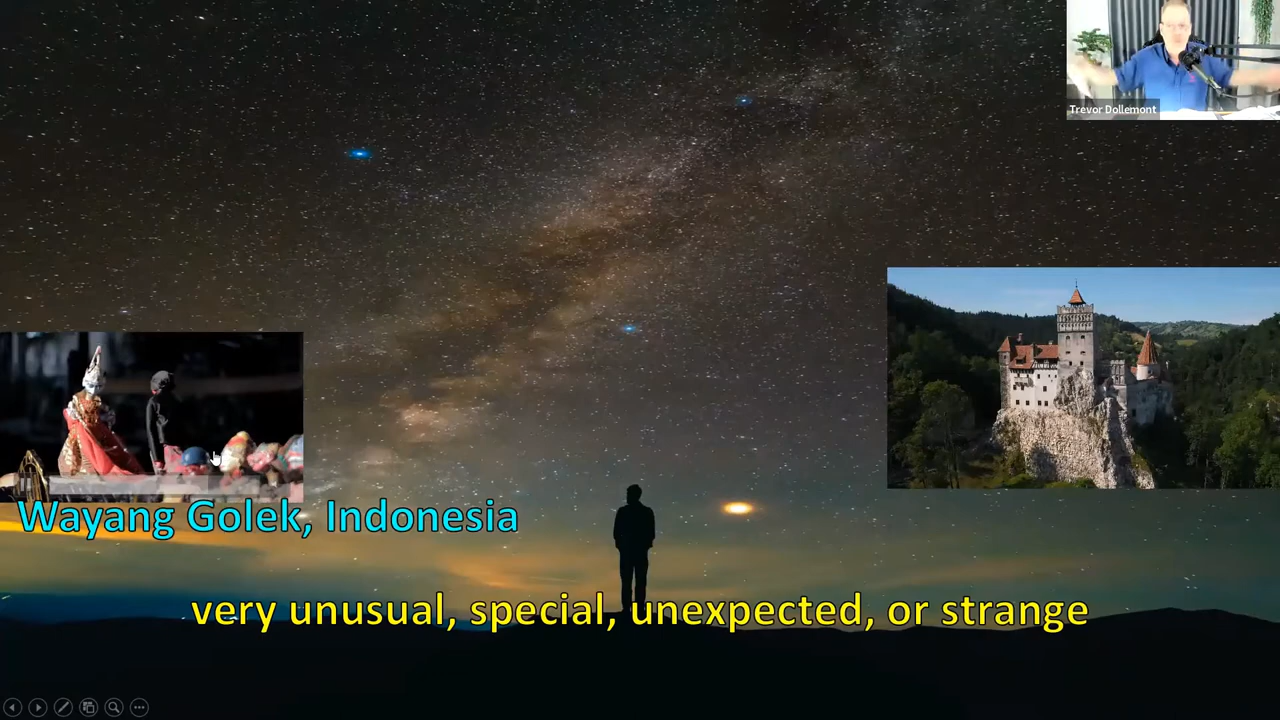 Trevor Dollemont
Wayang Golek, Indonesia
very unusual, special, unexpected, or strange